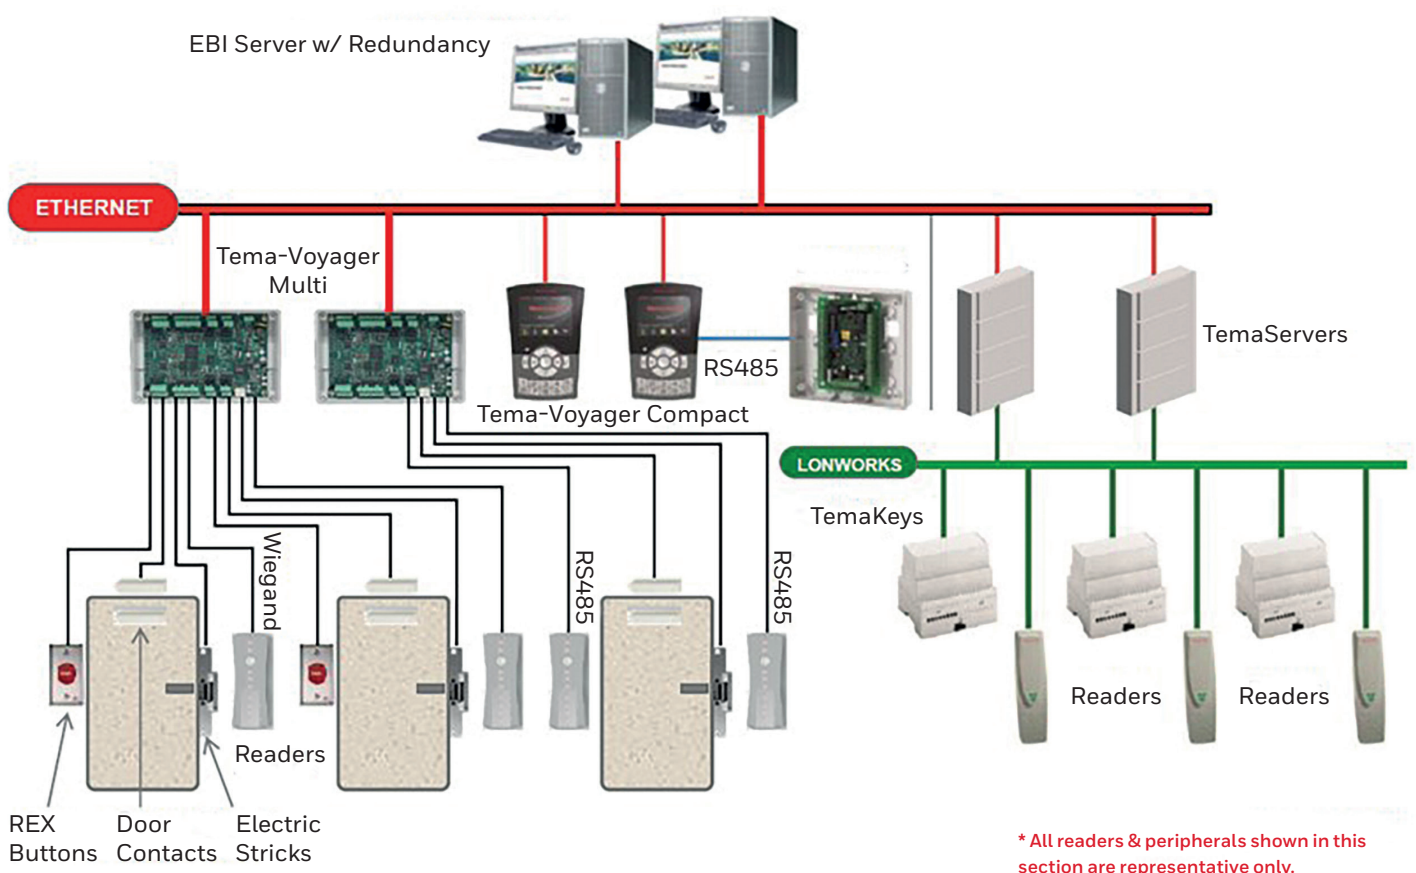 EBI Server w/ Redundancy
ETHERNET
Tema-Voyager
Multi
RS485
Tema-Voyager Compact
TemaServers
LONWORKS
TemaKeys
Wiegand
RS485
RS485
Readers
Readers
Readers
REX
Buttons
Door
Contacts
Electric
Stricks
* All readers & peripherals shown in this
section are representative only.